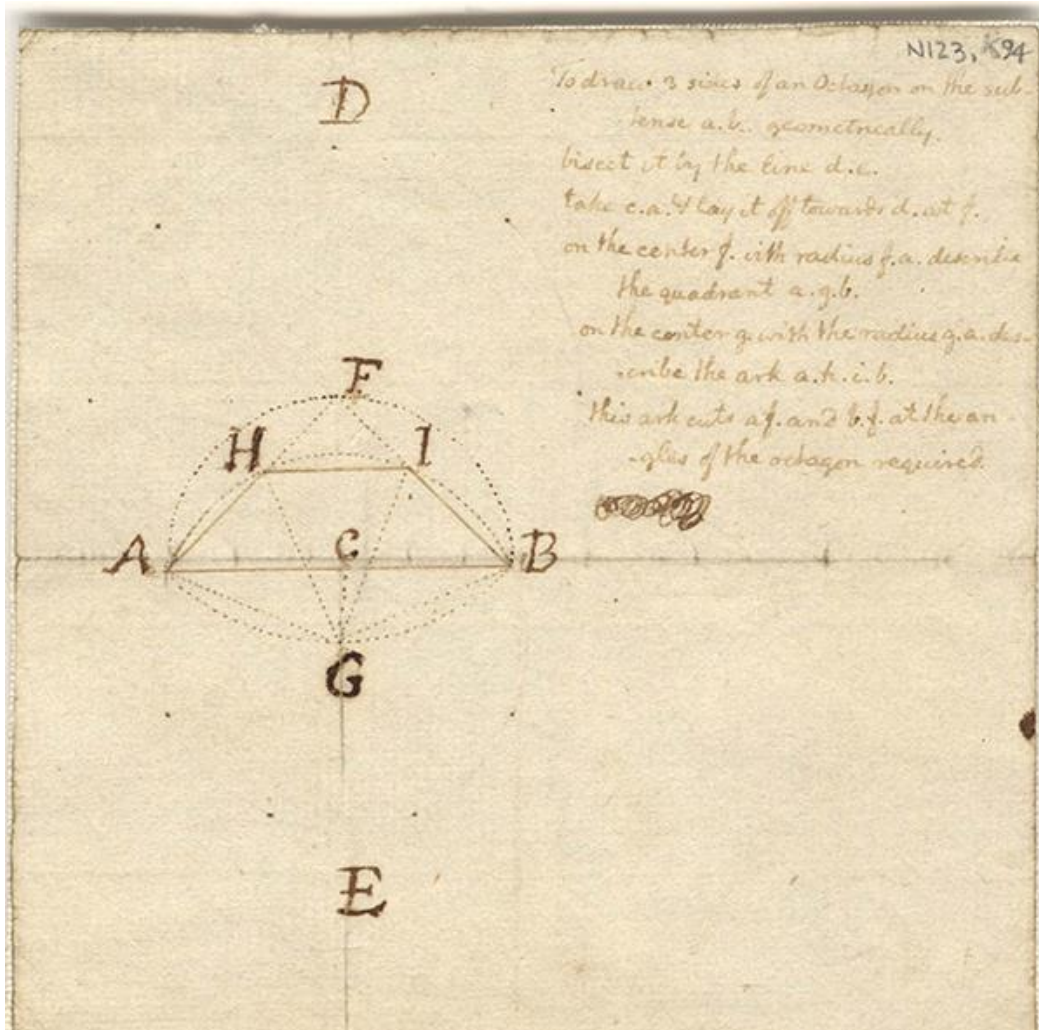 N123, K94
D
To draw 3 sides of an Octagon on the sub-
tense a.b. geometrically.
bisect it by the line d.e.
take c.a. & lay it off towards d. at f.
on the center f. with radius f.a. describe
the quadrant a.g.b.
on the center g. with the radius g.a. des-
cribe the ark a.h.i.b.
this ark cuts a f. and b.f. at the an-
-gles of the octagon required.
F
H I
A C B
G
E